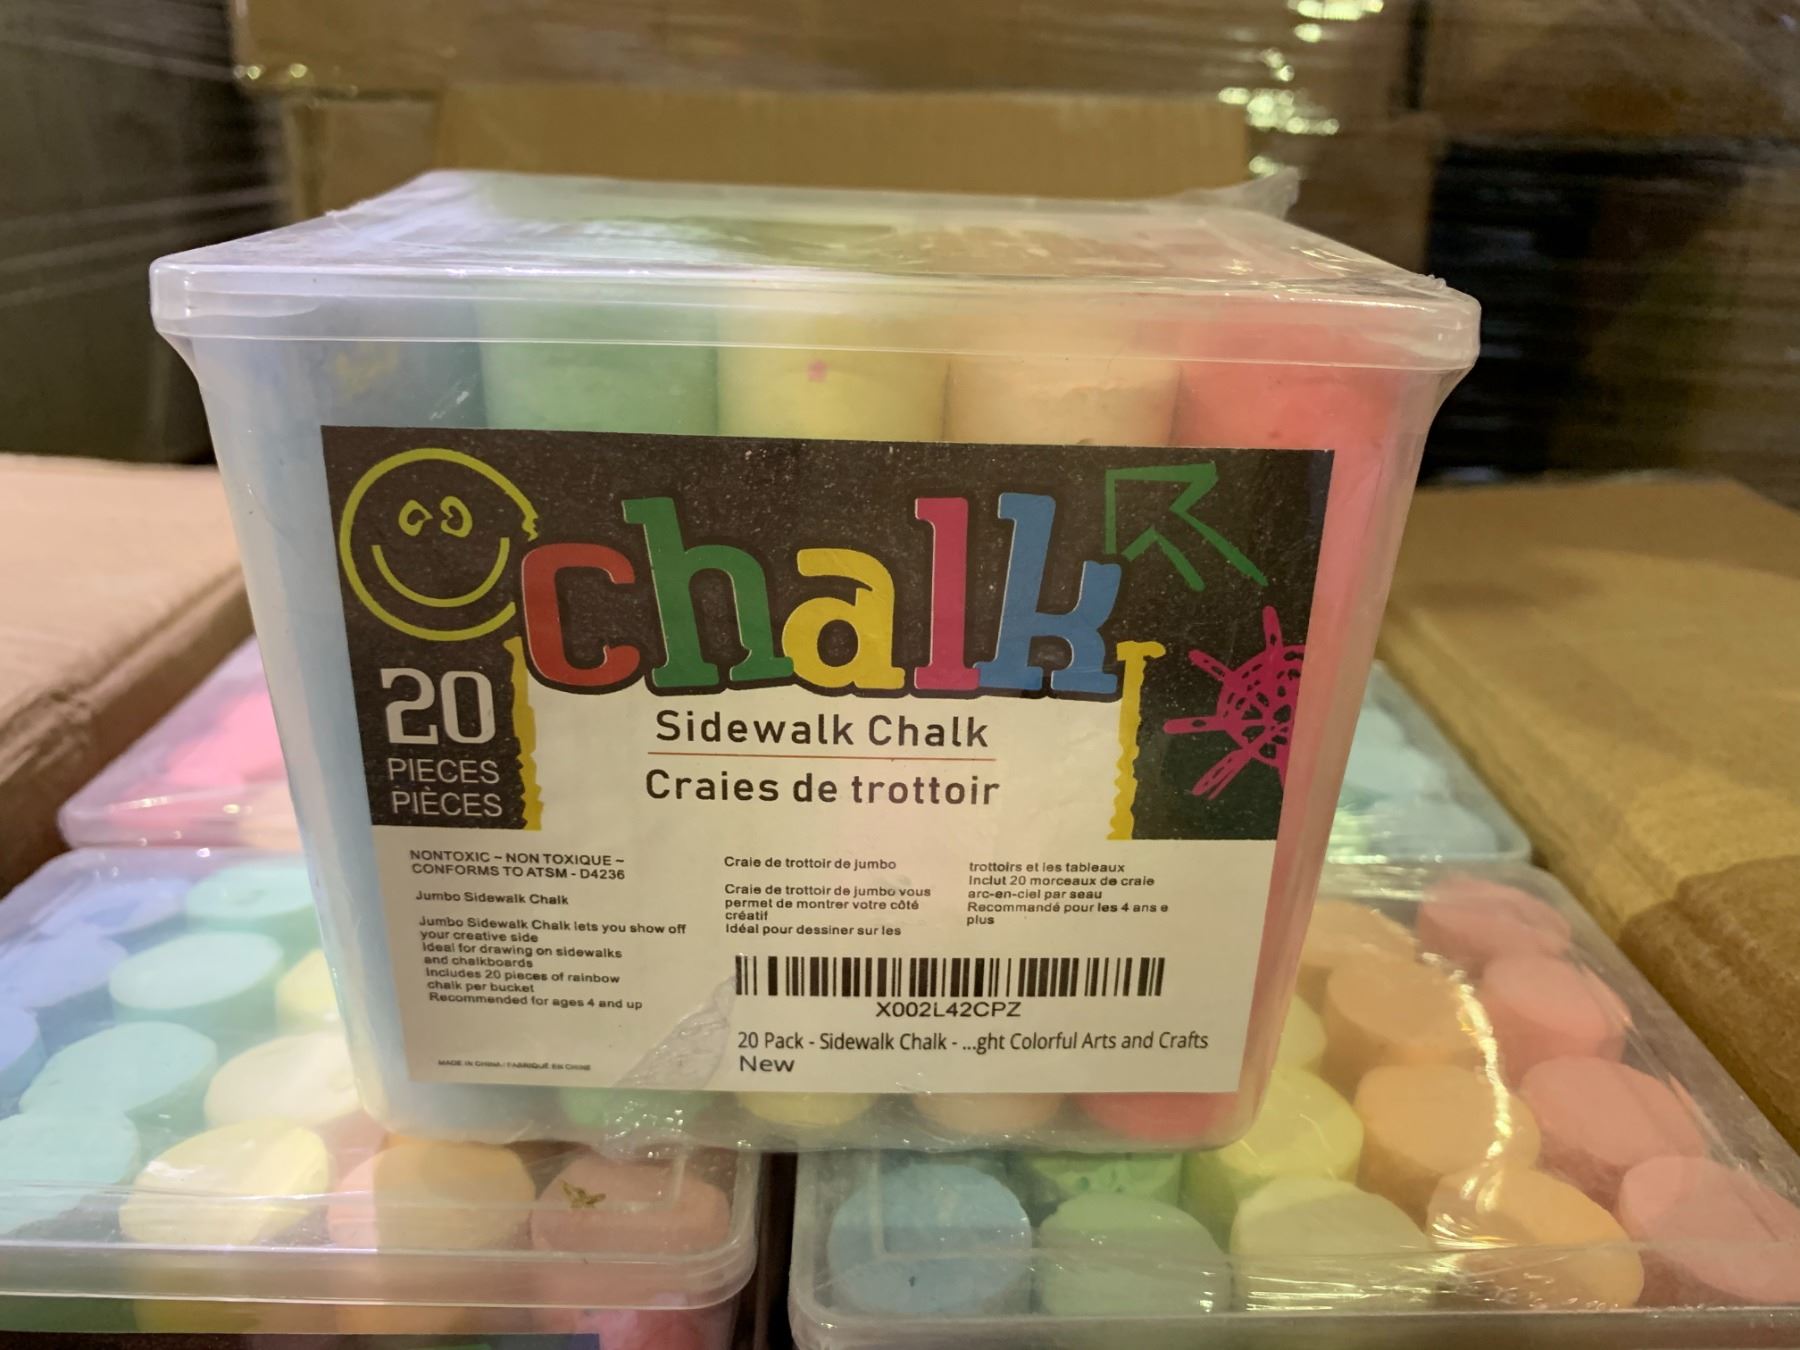 chalk
20
PIECES
PIÈCES
Sidewalk Chalk
Craies de trottoir
NONTOXIC ~ NON TOXIQUE ~
CONFORMS TO ATSM - D4236
Jumbo Sidewalk Chalk
Jumbo Sidewalk Chalk lets you show off
your creative side
Ideal for drawing on sidewalks
and chalkboards
Includes 20 pieces of rainbow
chalk per bucket
Recommended for ages 4 and up
MADE IN CHINA / FABRIQUÉ EN CHINE
Craie de trottoir de jumbo
Craie de trottoir de jumbo vous
permet de montrer votre côté
créatif
Idéal pour dessiner sur les
trottoirs et les tableaux
Inclut 20 morceaux de craie
arc-en-ciel par seau
Recommandé pour les 4 ans e
plus
X002L42CPZ
20 Pack - Sidewalk Chalk - ...ght Colorful Arts and Crafts
New